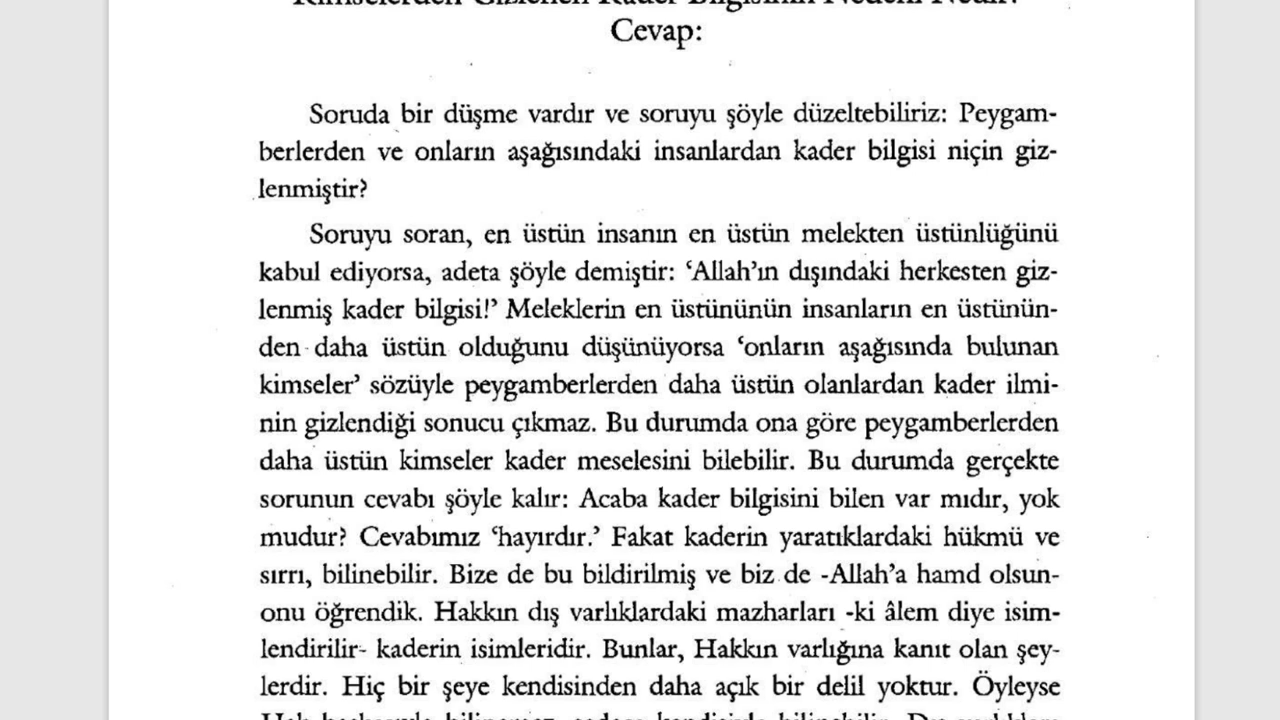 Kimselerden Gizlenen Kader Bilgisinin Nedeni Nedir?
Cevap:
Soruda bir düşme vardır ve soruyu şöyle düzeltebiliriz: Peygam-
berlerden ve onların aşağısındaki insanlardan kader bilgisi niçin giz-
lenmiştir?
Soruyu soran, en üstün insanın en üstün melekten üstünlüğünü
kabul ediyorsa, adeta şöyle demiştir: ‘Allah’ın dışındaki herkesten giz-
lenmiş kader bilgisi!’ Meleklerin en üstününün insanların en üstünün-
den daha üstün olduğunu düşünüyorsa ‘onların aşağısında bulunan
kimseler’ sözüyle peygamberlerden daha üstün olanlardan kader ilmi-
nin gizlendiği sonucu çıkmaz. Bu durumda ona göre peygamberlerden
daha üstün kimseler kader meselesini bilebilir. Bu durumda gerçekte
sorunun cevabı şöyle kalır: Acaba kader bilgisini bilen var mıdır, yok
mudur? Cevabımız ‘hayırdır.’ Fakat kaderin yaratıklardaki hükmü ve
sırrı, bilinebilir. Bize de bu bildirilmiş ve biz de -Allah’a hamd olsun-
onu öğrendik. Hakkın dış varlıklardaki mazharları -ki âlem diye isim-
lendirilir- kaderin isimleridir. Bunlar, Hakkın varlığına kanıt olan şey-
lerdir. Hiç bir şeye kendisinden daha açık bir delil yoktur. Öyleyse